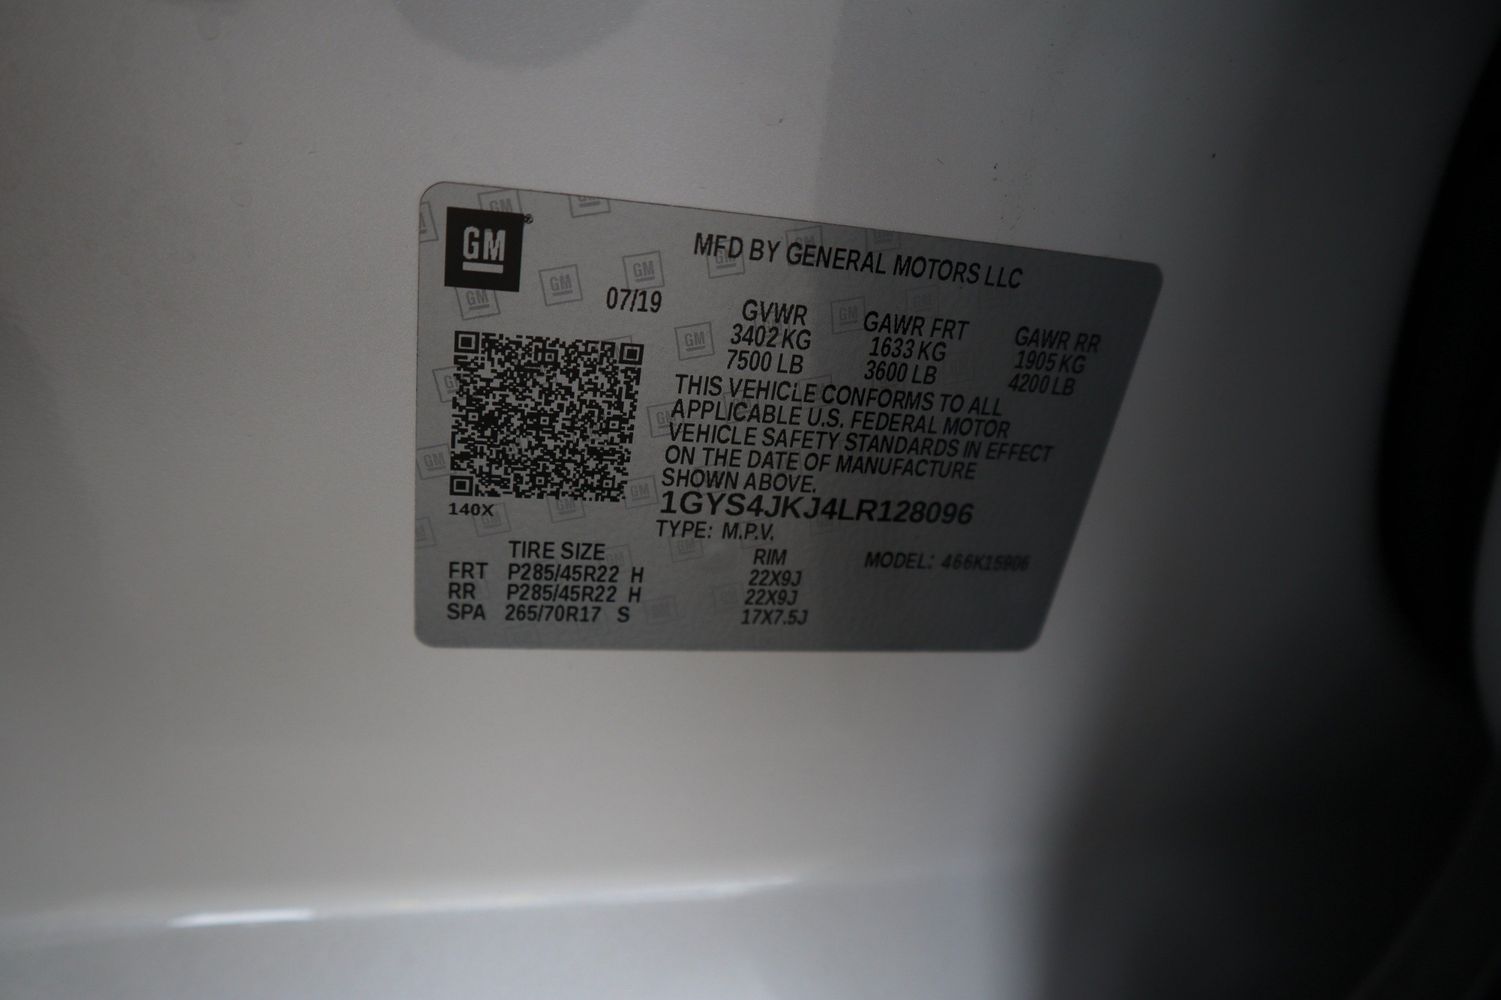 GM
MFD BY GENERAL MOTORS LLC
07/19
GVWR GAWR FRT GAWR RR
3402 KG 1633 KG 1905 KG
7500 LB 3600 LB 4200 LB
THIS VEHICLE CONFORMS TO ALL
APPLICABLE U.S. FEDERAL MOTOR
VEHICLE SAFETY STANDARDS IN EFFECT
ON THE DATE OF MANUFACTURE
SHOWN ABOVE.
140X
1GYS4JKJ4LR128096
TYPE: M.P.V.
TIRE SIZE RIM MODEL: 466K15906
FRT P285/45R22 H 22X9J
RR P285/45R22 H 22X9J
SPA 265/70R17 S 17X7.5J